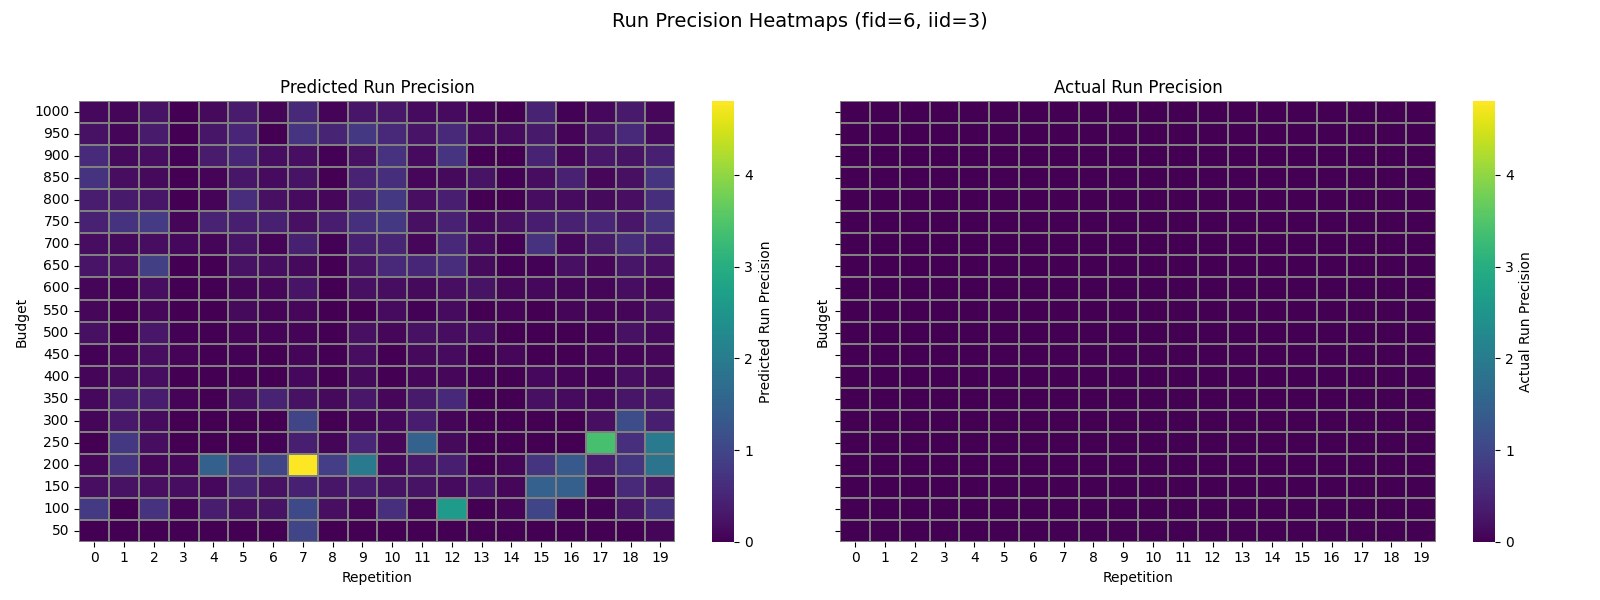 Run Precision Heatmaps (fid=6, iid=3)
Predicted Run Precision
1000
950
900
850
800
750
700
650
600
550
500
450
400
350
300
250
200
150
100
50
Budget
0 1 2 3 4 5 6 7 8 9 10 11 12 13 14 15 16 17 18 19
Repetition
4
3
2
1
0
Predicted Run Precision
Actual Run Precision
Budget
0 1 2 3 4 5 6 7 8 9 10 11 12 13 14 15 16 17 18 19
Repetition
4
3
2
1
0
Actual Run Precision